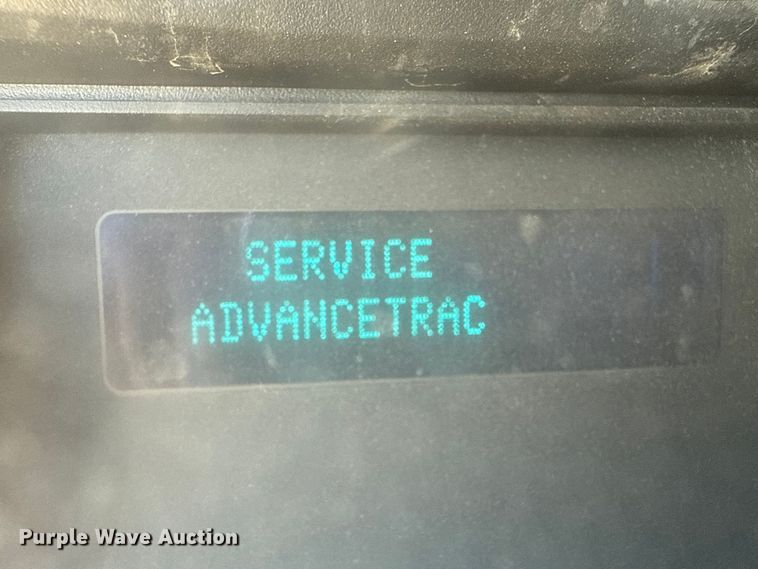 SERVICE
ADVANCETRAC
Purple Wave Auction